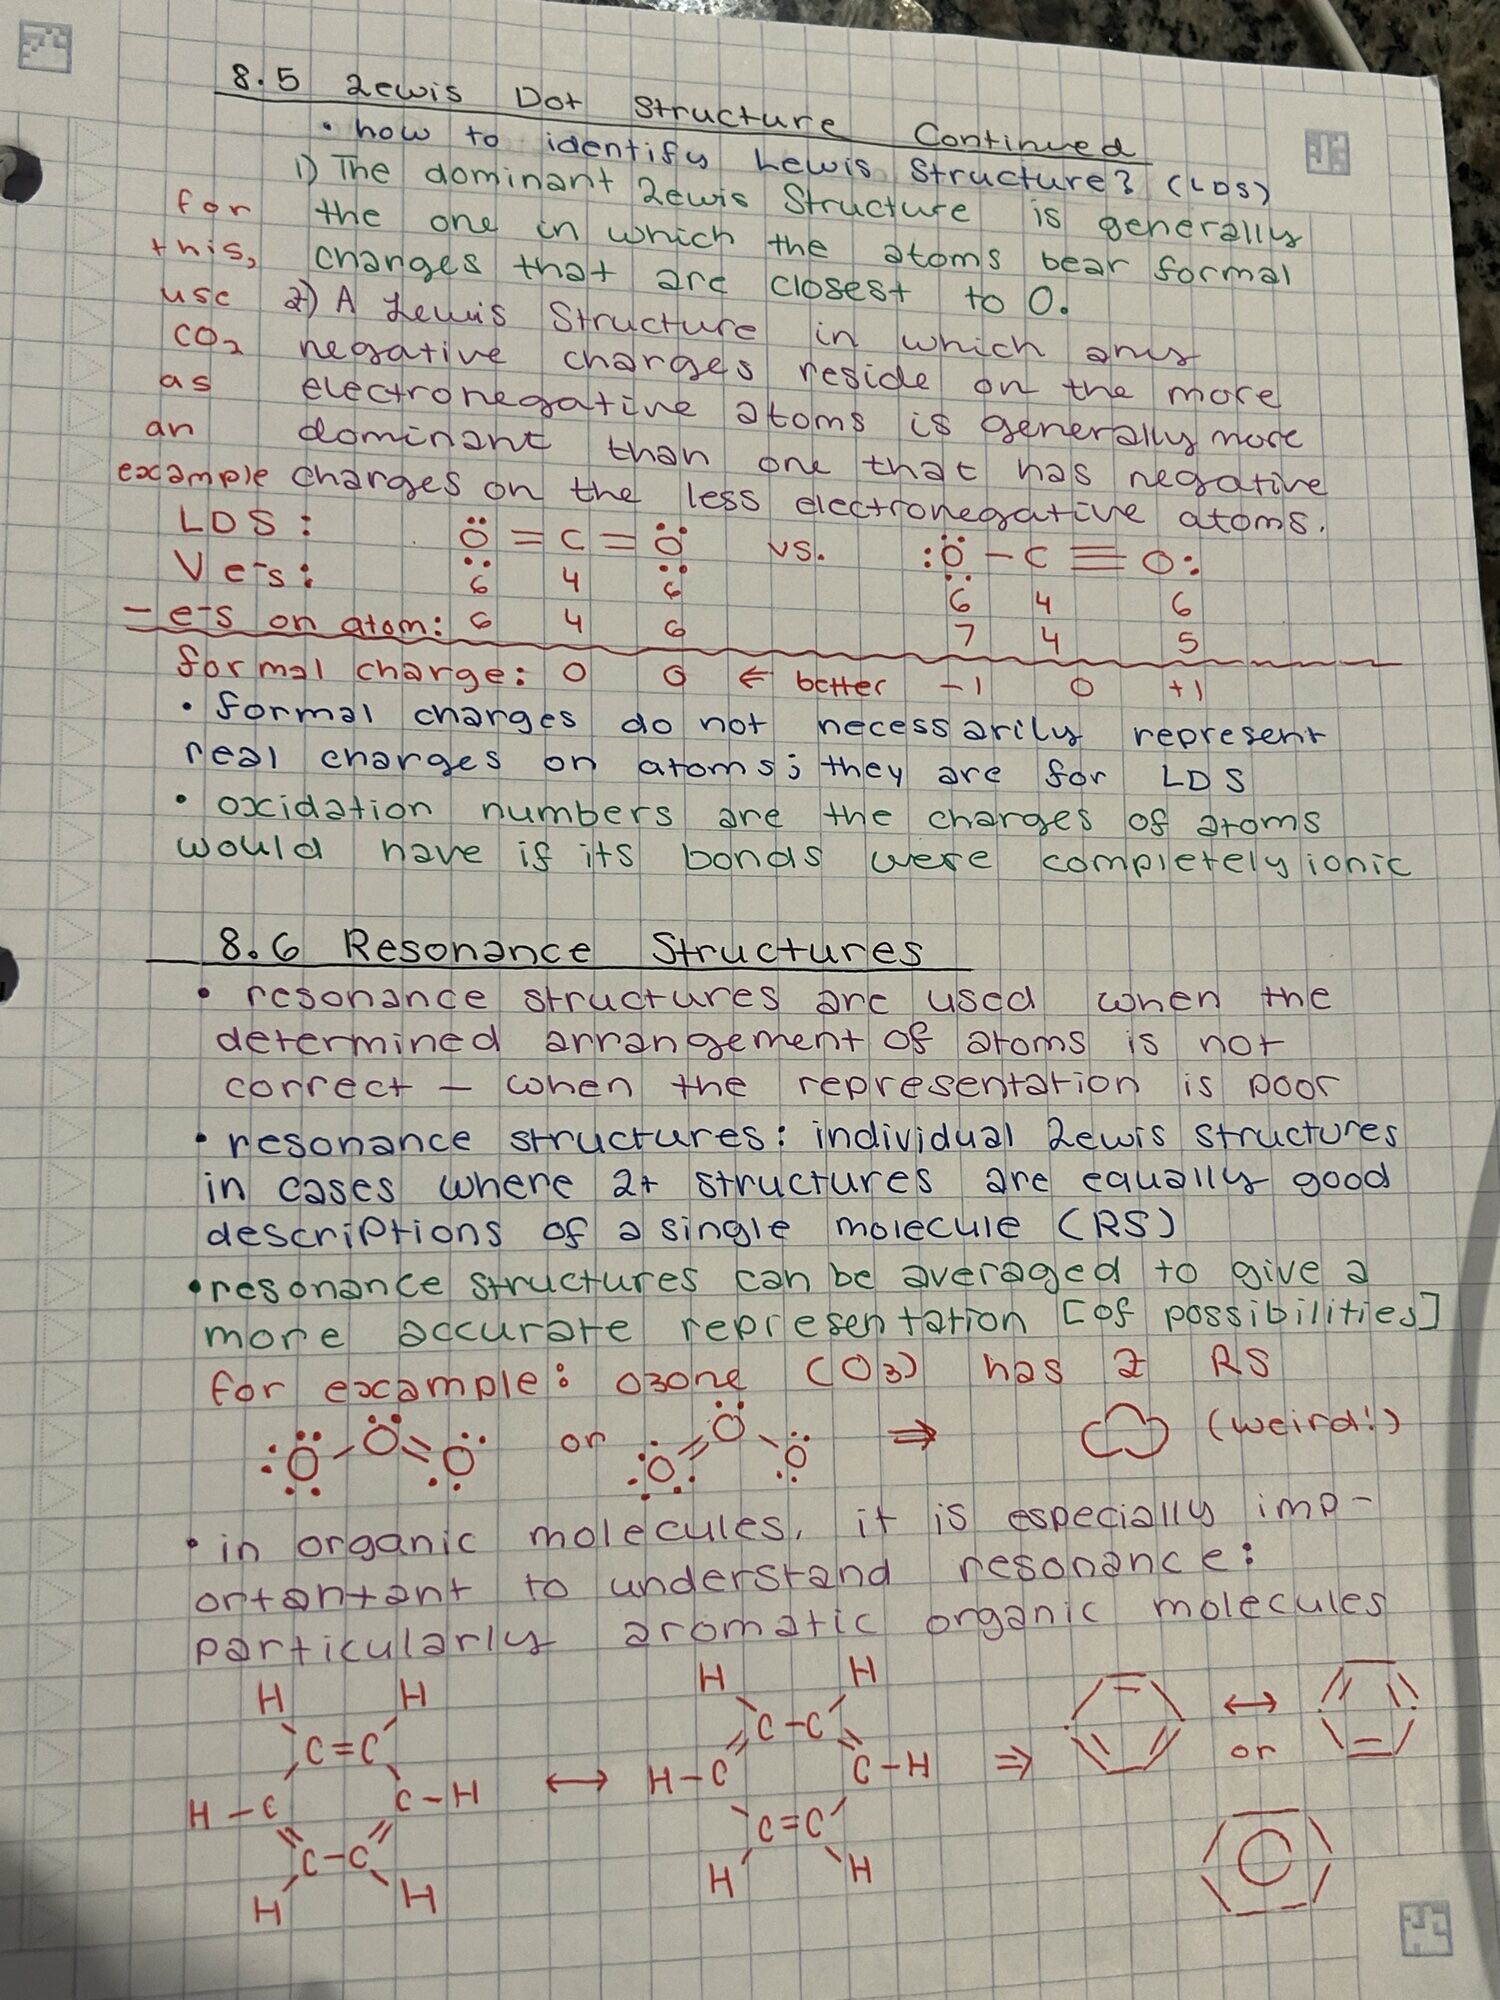 8.5 Lewis Dot Structure Continued
• how to identify Lewis Structure? (LDS)
1) The dominant Lewis Structure is generally
the one in which the atoms bear formal
changes that are closest to 0.
2) A Lewis Structure in which any
negative charges reside on the more
electronegative atoms is generally more
dominant than one that has negative
charges on the less electronegative atoms.
for
this,
use
CO2
as
an
example
LDS: Ö = C = Ö vs. :Ö - C ≡ O:
Ve-s: 6 4 6 6 4 6
- e-s on atom: 6 4 6 7 4 5
formal charge: 0 0 ← better -1 0 +1
• formal charges do not necessarily represent
real charges on atoms; they are for LDS
• oxidation numbers are the charges of atoms
would have if its bonds were completely ionic
8.6 Resonance Structures
• resonance structures are used when the
determined arrangement of atoms is not
correct - when the representation is poor
• resonance structures: individual Lewis structures
in cases where 2+ structures are equally good
descriptions of a single molecule (RS)
• resonance structures can be averaged to give a
more accurate representation [of possibilities]
for example: ozone (O3) has 2 RS
:Ö - Ö = Ö: or :Ö = Ö - Ö: ⇒ (weird!)
• in organic molecules, it is especially imp-
ortantant to understand resonance:
particularly aromatic organic molecules
H H H H
C=C C-C
H-C C-H ↔ H-C C-H ⇒ ↔
or
C-C C=C
H H H H